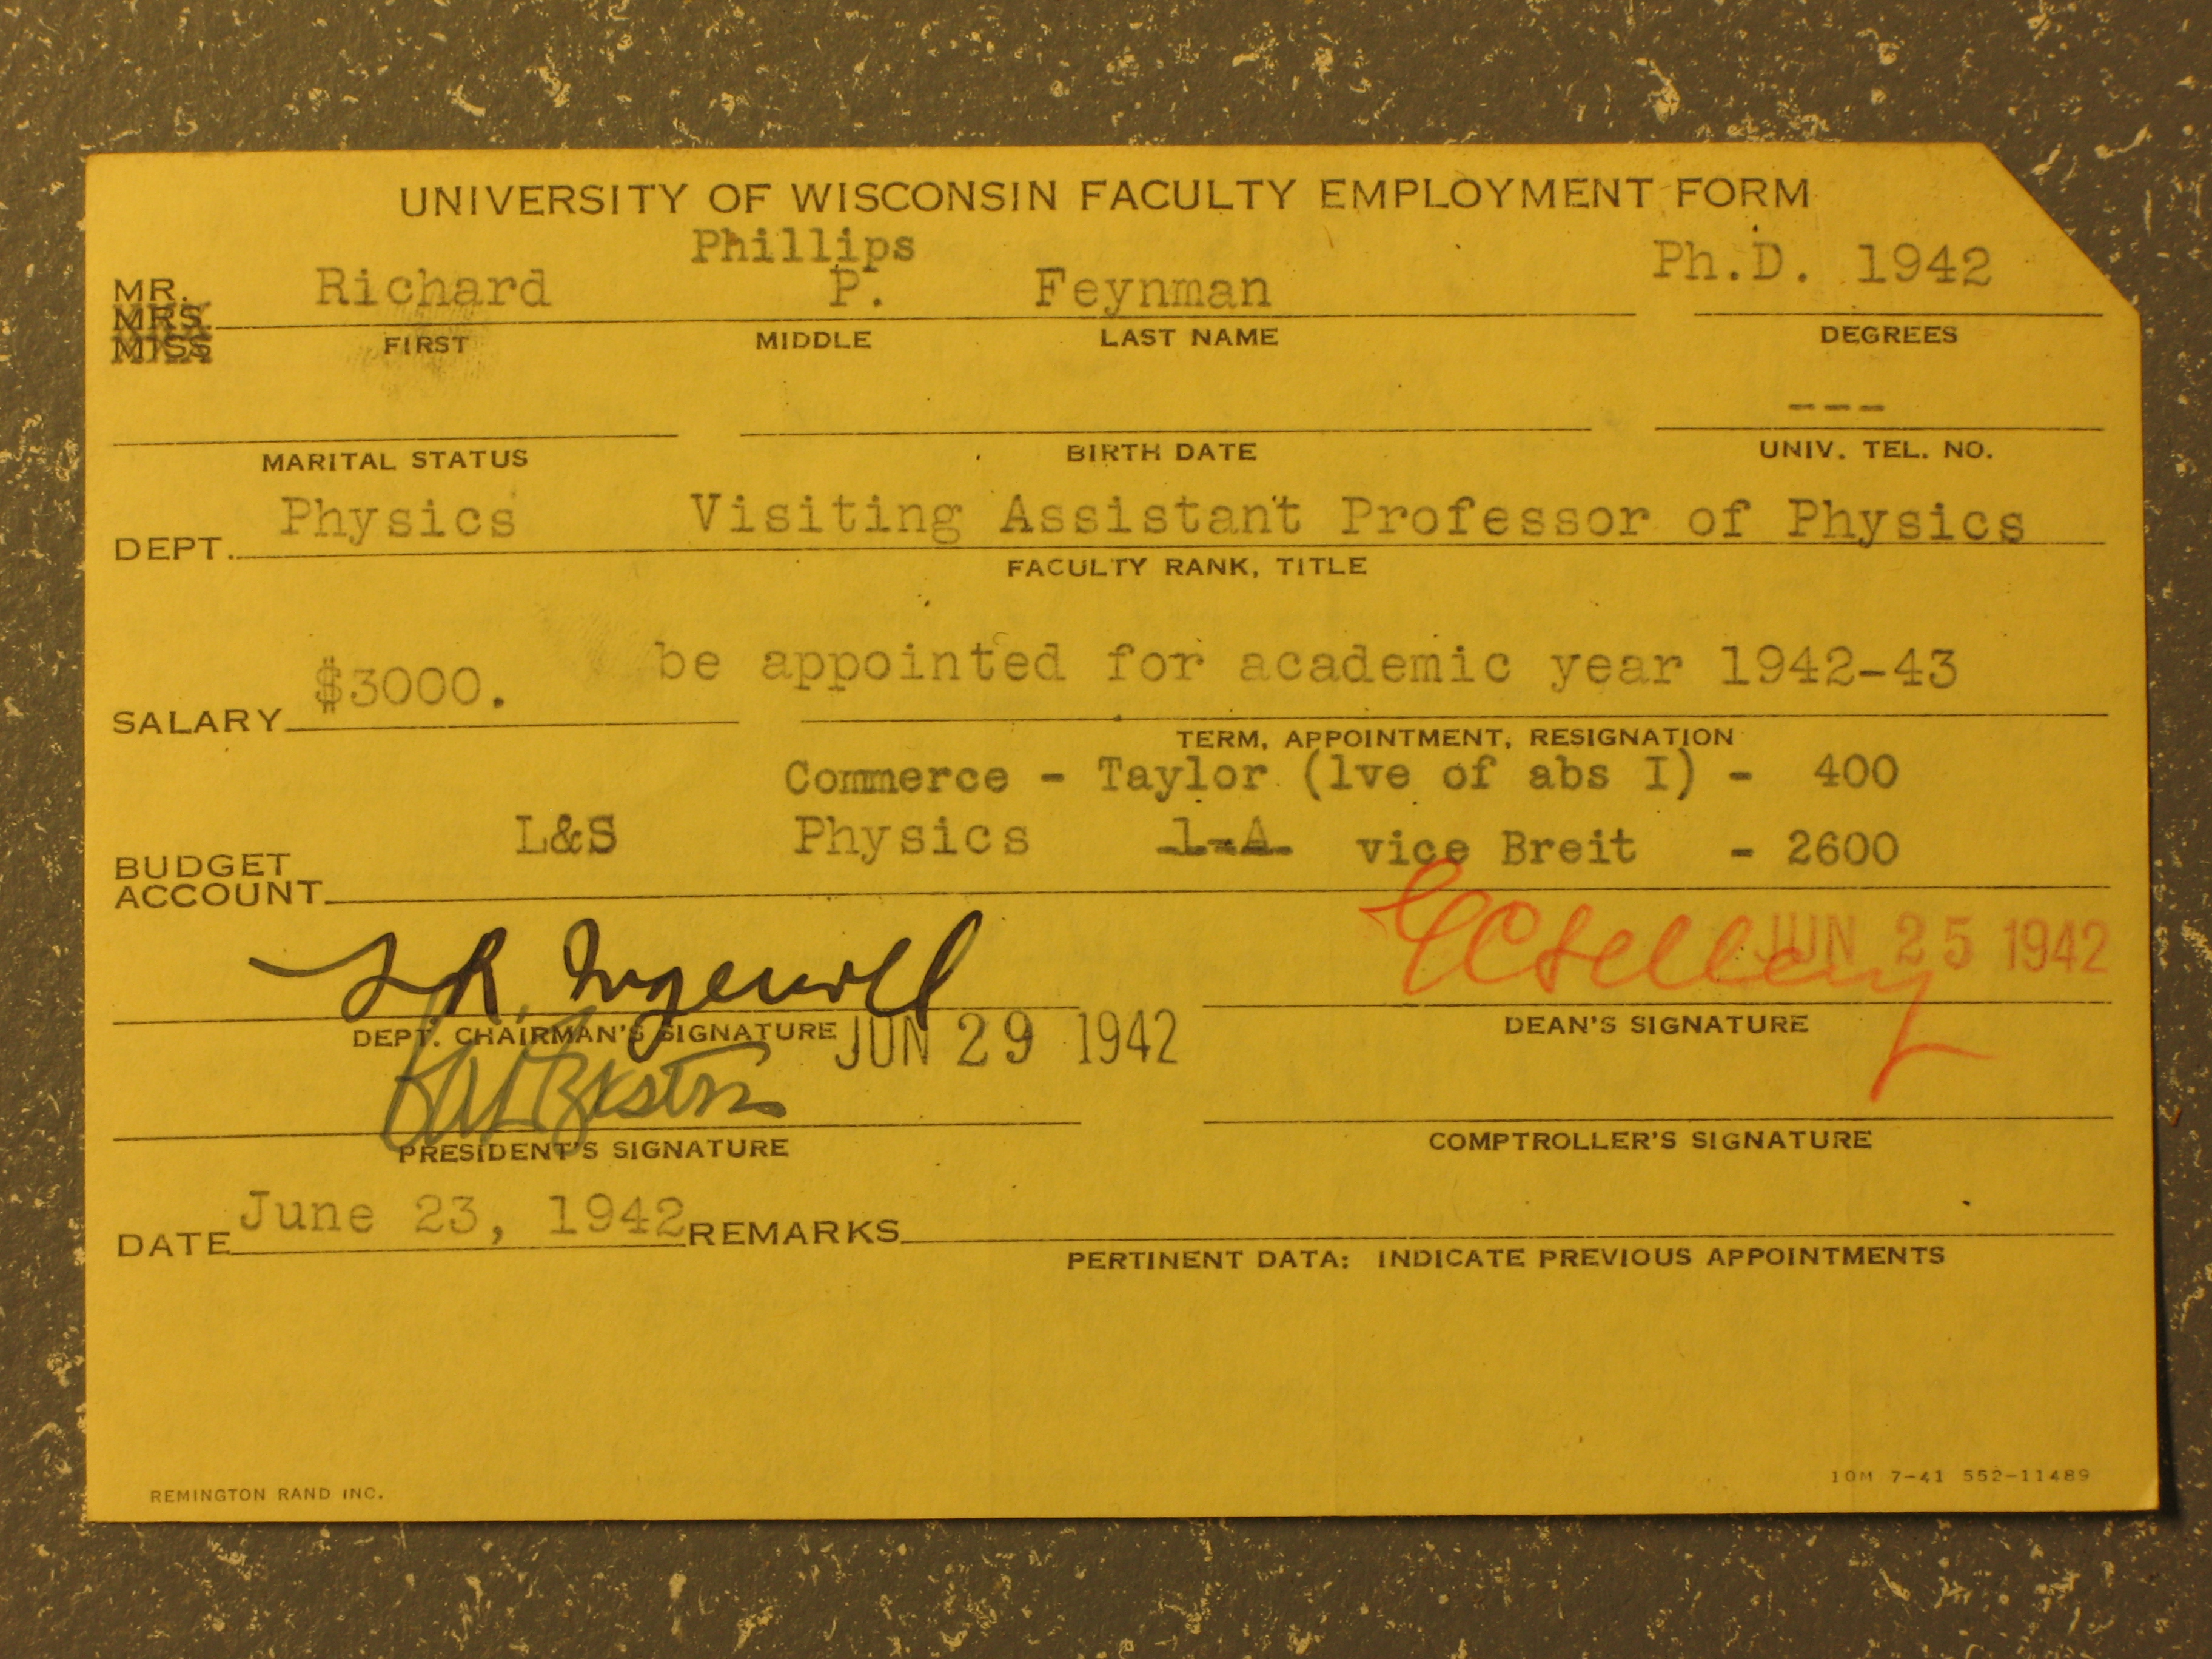 UNIVERSITY OF WISCONSIN FACULTY EMPLOYMENT FORM
Phillips
MR. Richard P. Feynman Ph.D. 1942
MRS.
MISS FIRST MIDDLE LAST NAME DEGREES
---
MARITAL STATUS BIRTH DATE UNIV. TEL. NO.
DEPT. Physics Visiting Assistant Professor of Physics
FACULTY RANK, TITLE
SALARY $3000. be appointed for academic year 1942-43
TERM, APPOINTMENT, RESIGNATION
Commerce - Taylor (lve of abs I) - 400
L&S Physics 1-A vice Breit - 2600
BUDGET
ACCOUNT
L R Ingersoll JUN 25 1942
DEPT. CHAIRMAN'S SIGNATURE JUN 29 1942 DEAN'S SIGNATURE
PRESIDENT'S SIGNATURE COMPTROLLER'S SIGNATURE
DATE June 23, 1942 REMARKS
PERTINENT DATA: INDICATE PREVIOUS APPOINTMENTS
REMINGTON RAND INC. 10M 7-41 552-11489